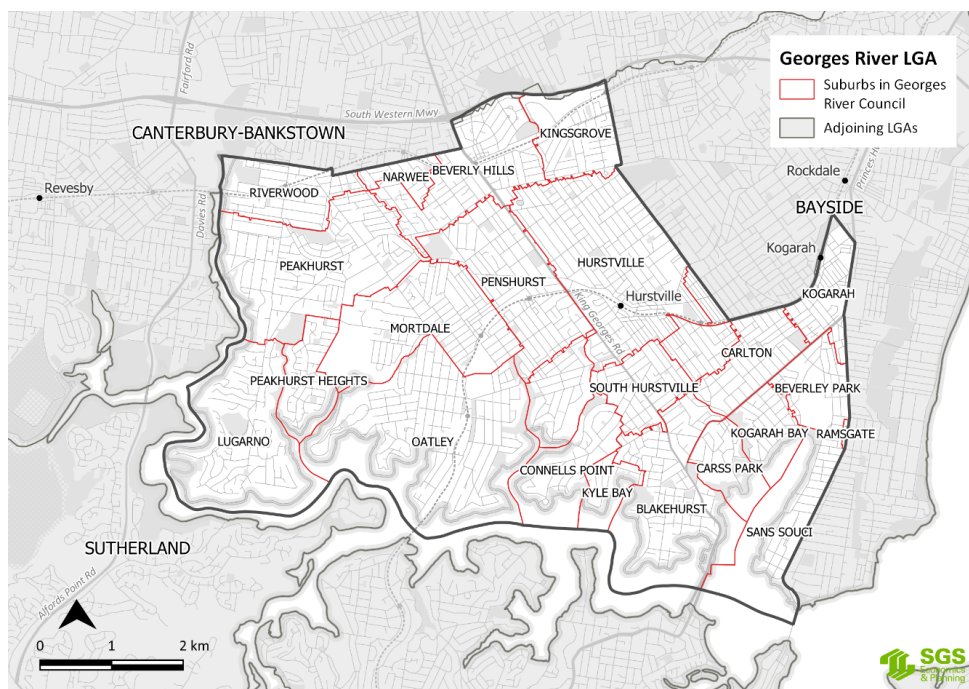 Georges River LGA
Suburbs in Georges
River Council
Adjoining LGAs
Fairford Rd
South Western Mwy
CANTERBURY-BANKSTOWN
KINGSGROVE
BEVERLY HILLS
NARWEE
RIVERWOOD
Revesby
Davies Rd
Rockdale
Princes H
BAYSIDE
PEAKHURST
PENSHURST
HURSTVILLE
Kogarah
KOGARAH
Hurstville
King Georges Rd
MORTDALE
CARLTON
PEAKHURST HEIGHTS
SOUTH HURSTVILLE
BEVERLEY PARK
LUGARNO
OATLEY
KOGARAH BAY
RAMSGATE
CONNELLS POINT
CARSS PARK
KYLE BAY
BLAKEHURST
SANS SOUCI
SUTHERLAND
Alfords Point Rd
0 1 2 km
SGS
Economics
& Planning